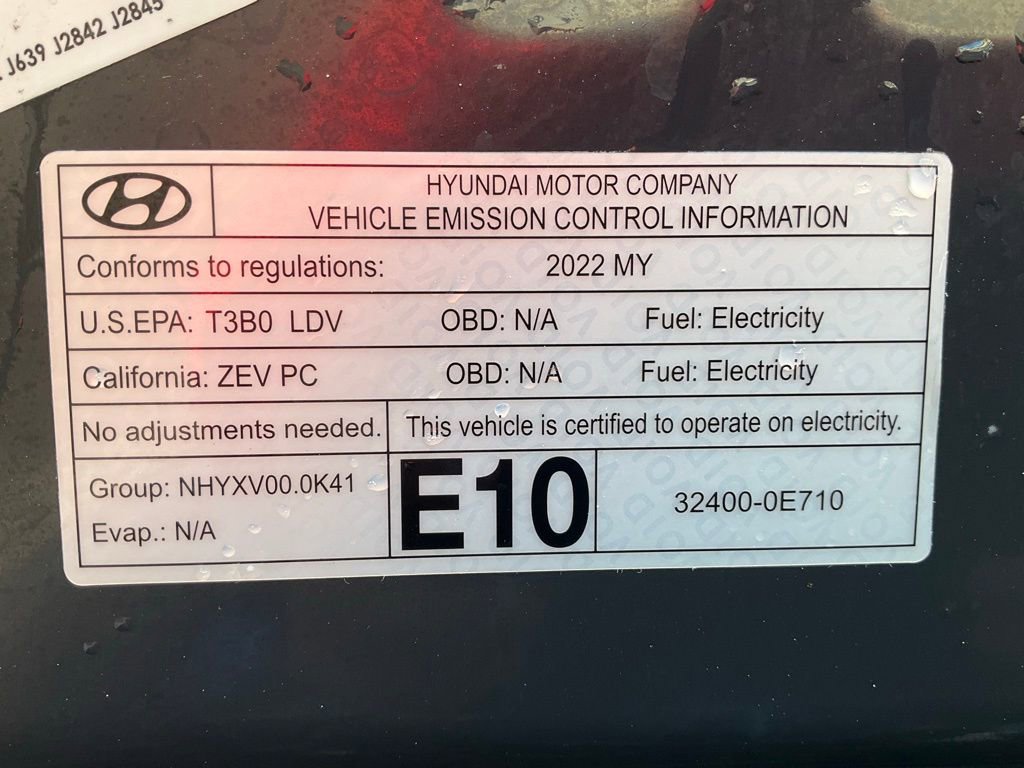 J639 J2842 J2845
HYUNDAI MOTOR COMPANY
VEHICLE EMISSION CONTROL INFORMATION
Conforms to regulations: 2022 MY
U.S.EPA: T3B0 LDV OBD: N/A Fuel: Electricity
California: ZEV PC OBD: N/A Fuel: Electricity
No adjustments needed. This vehicle is certified to operate on electricity.
Group: NHYXV00.0K41
Evap.: N/A
E10
32400-0E710